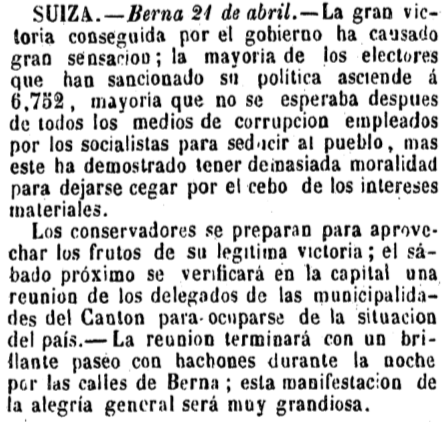 SUIZA.—Berna 21 de abril.—La gran vic-
toria conseguida por el gobierno ha causado
gran sensacion; la mayoria de los electores
que han sancionado su politica asciende á
6,752, mayoria que no se esperaba despues
de todos los medios de corrupcion empleados
por los socialistas para seducir al pueblo, mas
este ha demostrado tener demasiada moralidad
para dejarse cegar por el cebo de los intereses
materiales.
Los conservadores se preparan para aprove-
char los frutos de su legitima victoria; el sá-
bado próximo se verificará en la capital una
reunion de los delegados de las municipalida-
des del Canton para ocuparse de la situacion
del país.—La reunion terminará con un bri-
llante paseo con hachones durante la noche
por las calles de Berna; esta manifestacion de
la alegría general será muy grandiosa.